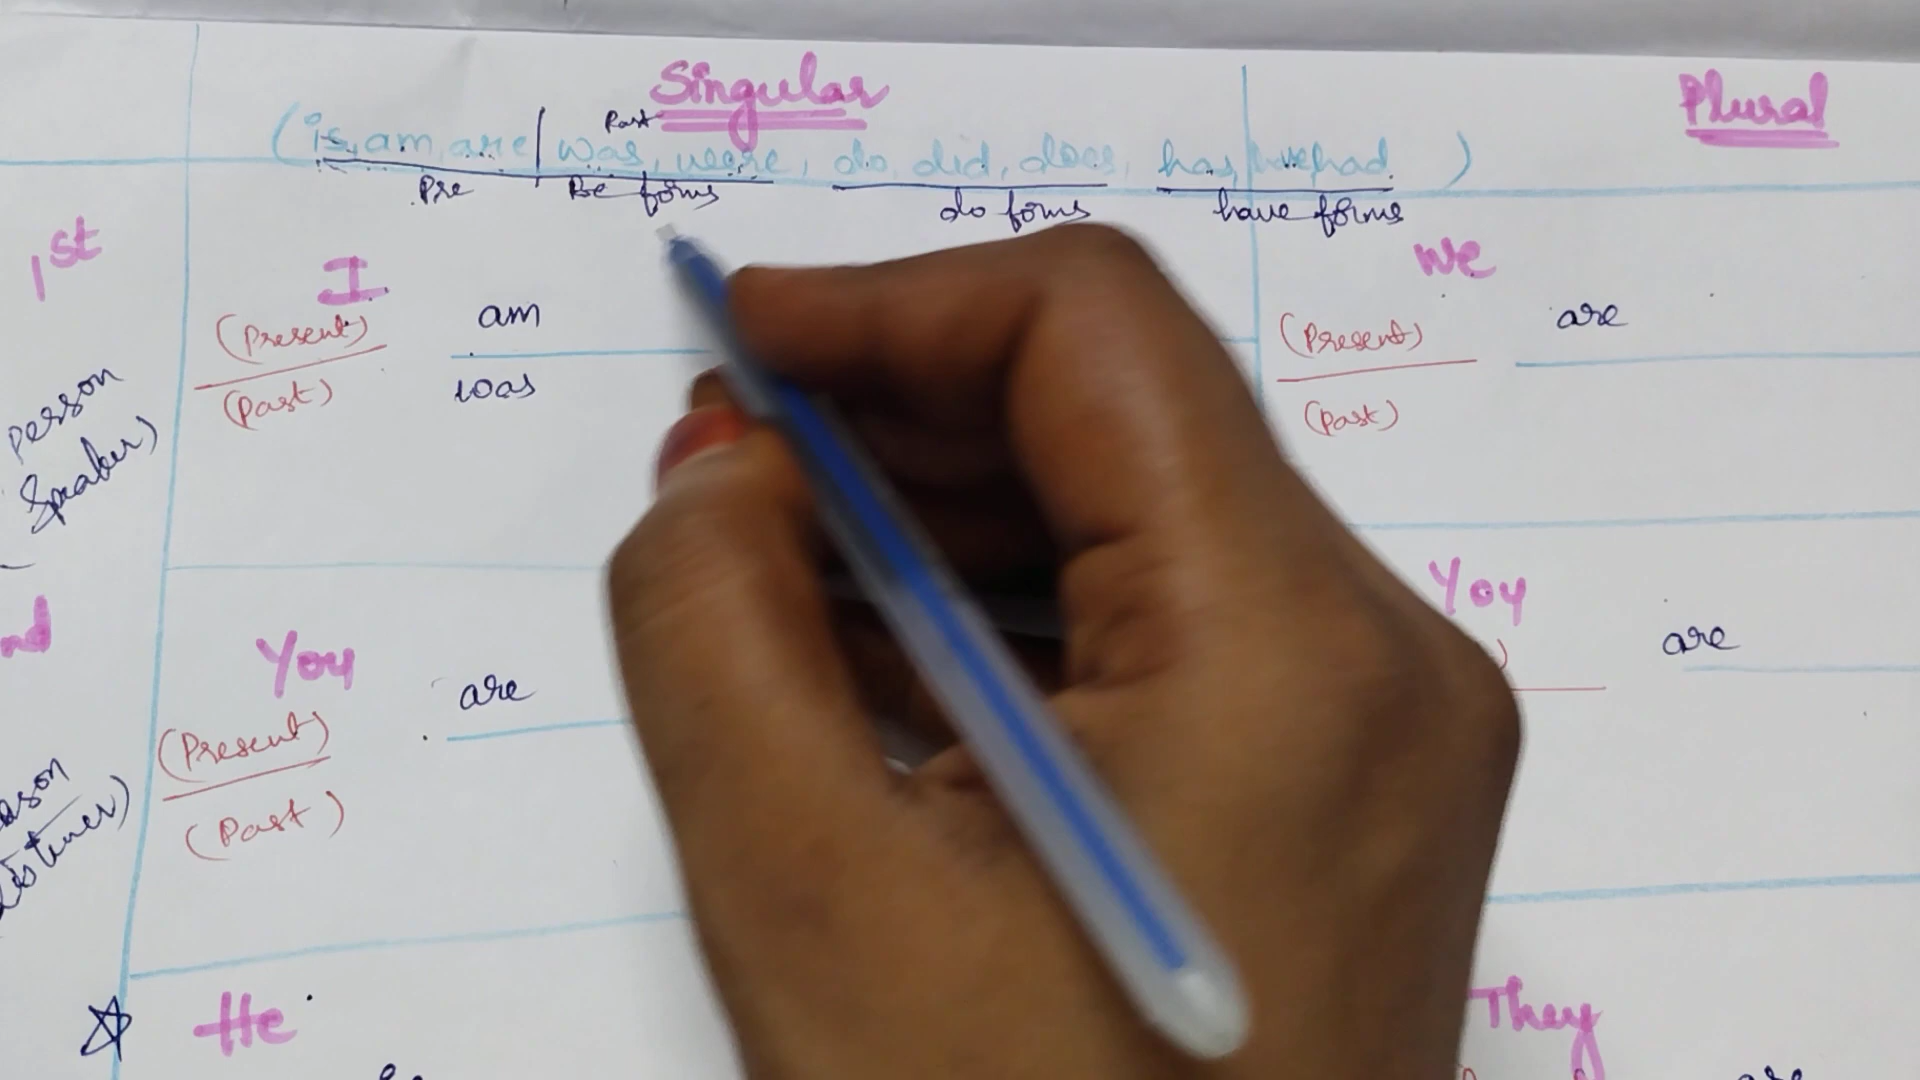 Singular
Plural
Past
(is, am, are / was, were, do, did, does, has, have had )
Pre
Be forms
do forms
have forms
1st
I
We
(Present)
am
(Present)
are
(Past)
was
(Past)
person
Speaker)
nd
You
You
)
are
(Present)
are
(Past)
He
They